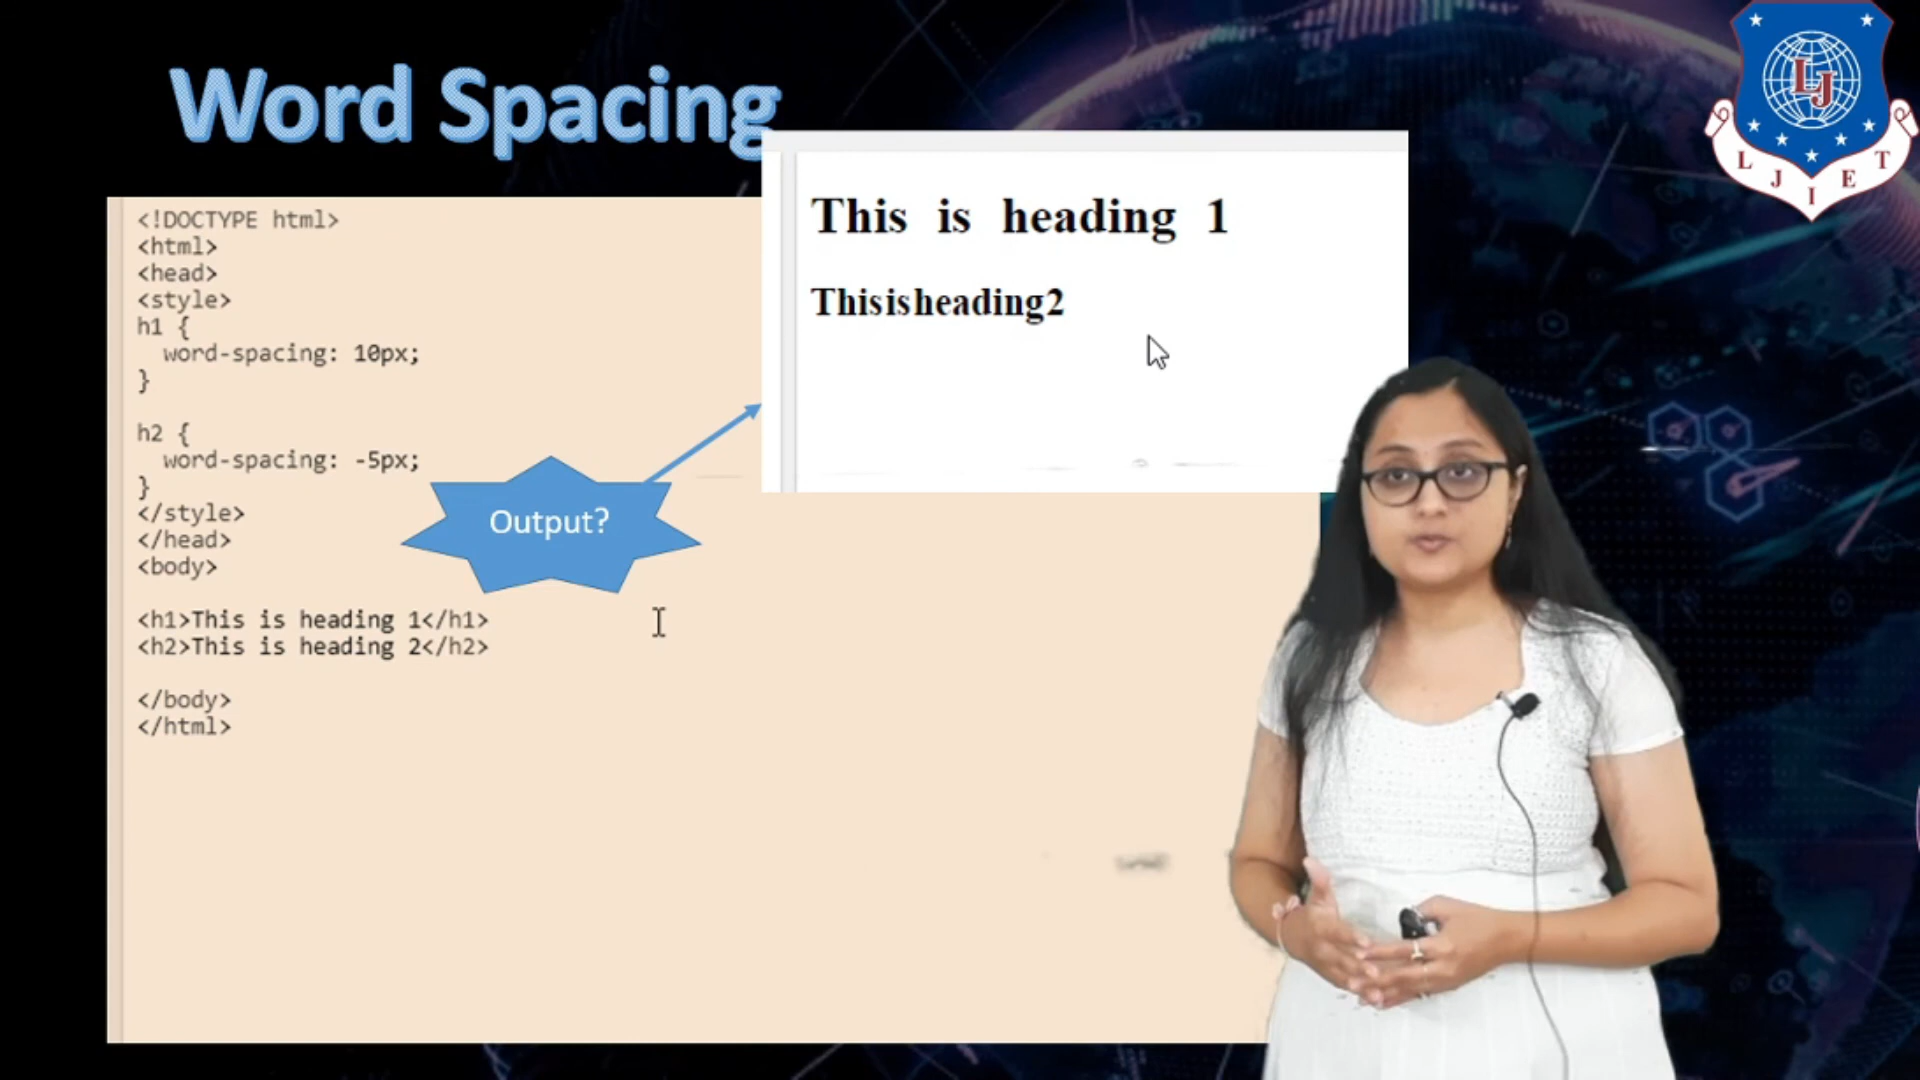 Word Spacing
<!DOCTYPE html>
<html>
<head>
<style>
h1 {
  word-spacing: 10px;
}

h2 {
  word-spacing: -5px;
}
</style>
</head>
<body>

<h1>This is heading 1</h1>
<h2>This is heading 2</h2>

</body>
</html>
Output?
This is heading 1
Thisisheading2
LJ
L J I E T